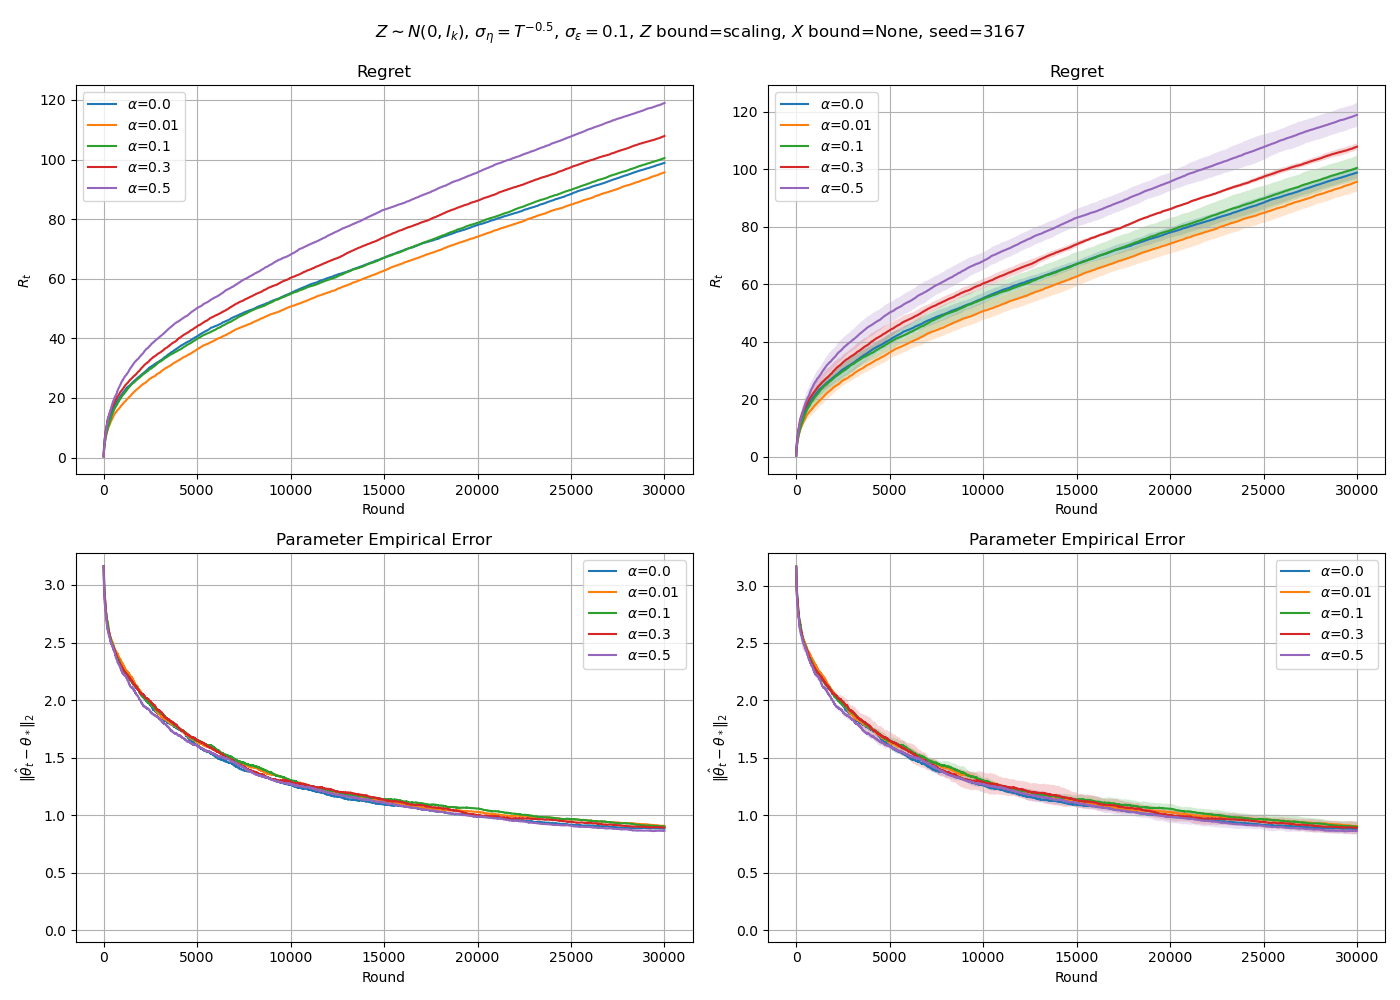 Z ∼ N(0, I_k), σ_η = T^{−0.5}, σ_ε = 0.1, Z bound=scaling, X bound=None, seed=3167
Regret
α=0.0
α=0.01
α=0.1
α=0.3
α=0.5
120
100
80
60
40
20
0
R_t
0 5000 10000 15000 20000 25000 30000
Round
Regret
α=0.0
α=0.01
α=0.1
α=0.3
α=0.5
120
100
80
60
40
20
0
R_t
0 5000 10000 15000 20000 25000 30000
Round
Parameter Empirical Error
α=0.0
α=0.01
α=0.1
α=0.3
α=0.5
3.0
2.5
2.0
1.5
1.0
0.5
0.0
‖θ̂_t − θ_*‖_2
0 5000 10000 15000 20000 25000 30000
Round
Parameter Empirical Error
α=0.0
α=0.01
α=0.1
α=0.3
α=0.5
3.0
2.5
2.0
1.5
1.0
0.5
0.0
‖θ̂_t − θ_*‖_2
0 5000 10000 15000 20000 25000 30000
Round